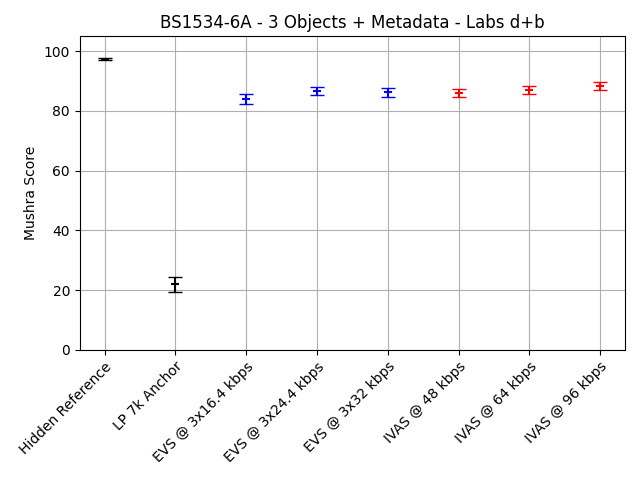 BS1534-6A - 3 Objects + Metadata - Labs d+b
Mushra Score
100
80
60
40
20
0
Hidden Reference
LP 7k Anchor
EVS @ 3x16.4 kbps
EVS @ 3x24.4 kbps
EVS @ 3x32 kbps
IVAS @ 48 kbps
IVAS @ 64 kbps
IVAS @ 96 kbps